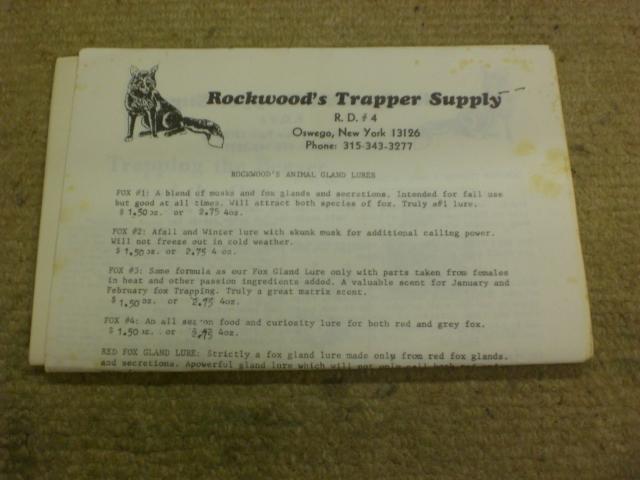 Rockwood's Trapper Supply
R. D. # 4
Oswego, New York 13126
Phone: 315-343-3277
ROCKWOOD'S ANIMAL GLAND LURES
FOX #1: A blend of musks and fox glands and secretions. Intended for fall use
but good at all times. Will attract both species of fox. Truly a#1 lure.
$ 1.50 oz. or 2.75 4oz.
FOX #2: Afall and Winter lure with skunk musk for additional calling power.
Will not freeze out in cold weather.
$ 1.50 oz. or 2.75 4 oz.
FOX #3: Same formula as our Fox Gland Lure only with parts taken from females
in heat and other passion ingredients added. A valuable scent for January and
February fox Trapping. Truly a great matrix scent.
$ 1.50 oz. or 2.75 4oz.
FOX #4: An all season food and curiosity lure for both red and grey fox.
$ 1.50 oz. or 2.75 4oz.
RED FOX GLAND LURE: Strictly a fox gland lure made only from red fox glands,
and secretions. Apowerful gland lure which will not only call both